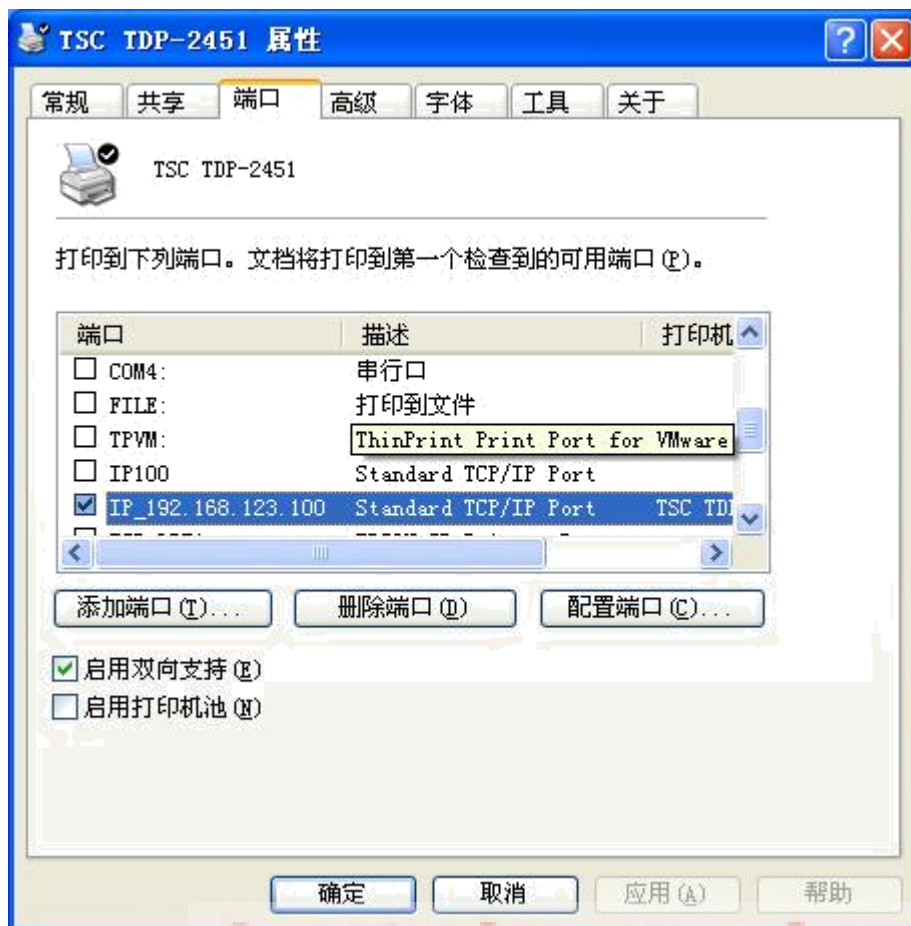 TSC TDP-2451 属性
常规 共享 端口 高级 字体 工具 关于
TSC TDP-2451
打印到下列端口。文档将打印到第一个检查到的可用端口(P)。
端口 描述 打印机
COM4: 串行口
FILE: 打印到文件
TPVM: ThinPrint Print Port for VMware
IP100 Standard TCP/IP Port
IP_192.168.123.100 Standard TCP/IP Port TSC
添加端口(T)... 删除端口(D) 配置端口(C)...
启用双向支持(E)
启用打印机池(N)
确定 取消 应用(A) 帮助